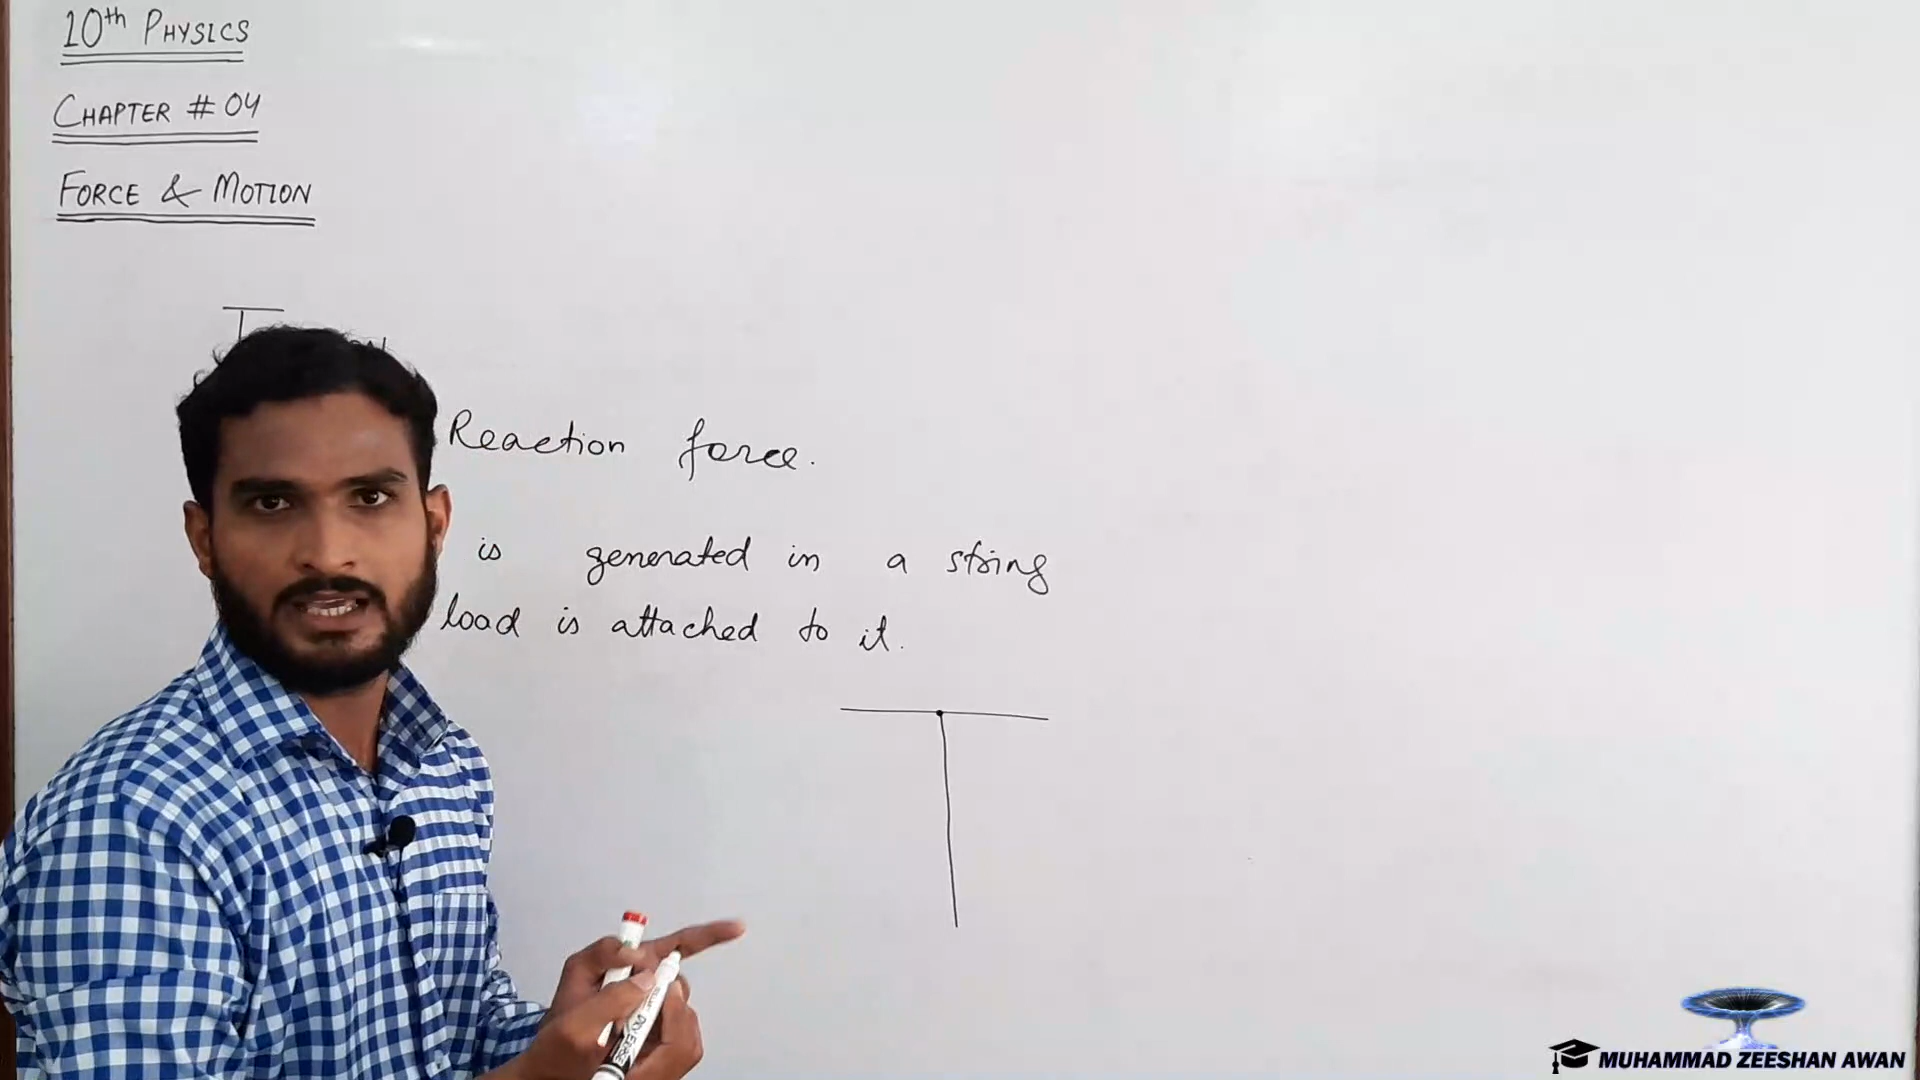 10th PHYSICS
CHAPTER # 04
FORCE & MOTION
Reaction force.
is generated in a string
load is attached to it.
MUHAMMAD ZEESHAN AWAN